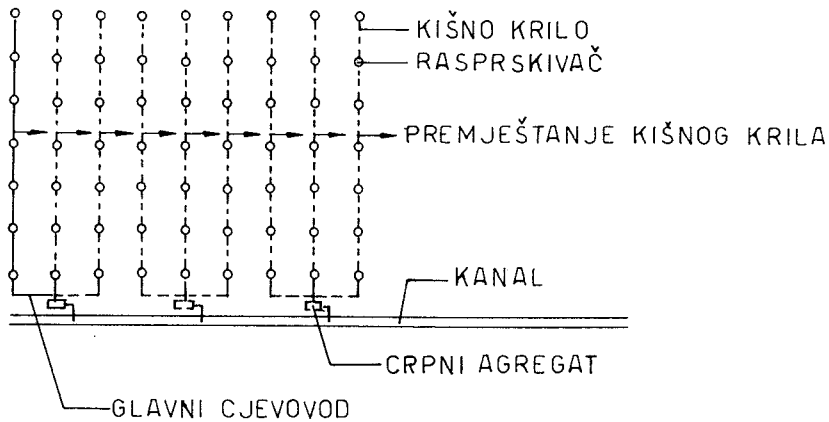 KIŠNO KRILO
RASPRSKIVAČ
PREMJEŠTANJE KIŠNOG KRILA
KANAL
CRPNI AGREGAT
GLAVNI CJEVOVOD